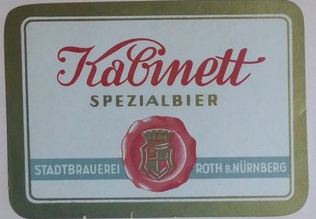 Kabinett
SPEZIALBIER
STADTBRAUEREI ROTH B. NÜRNBERG